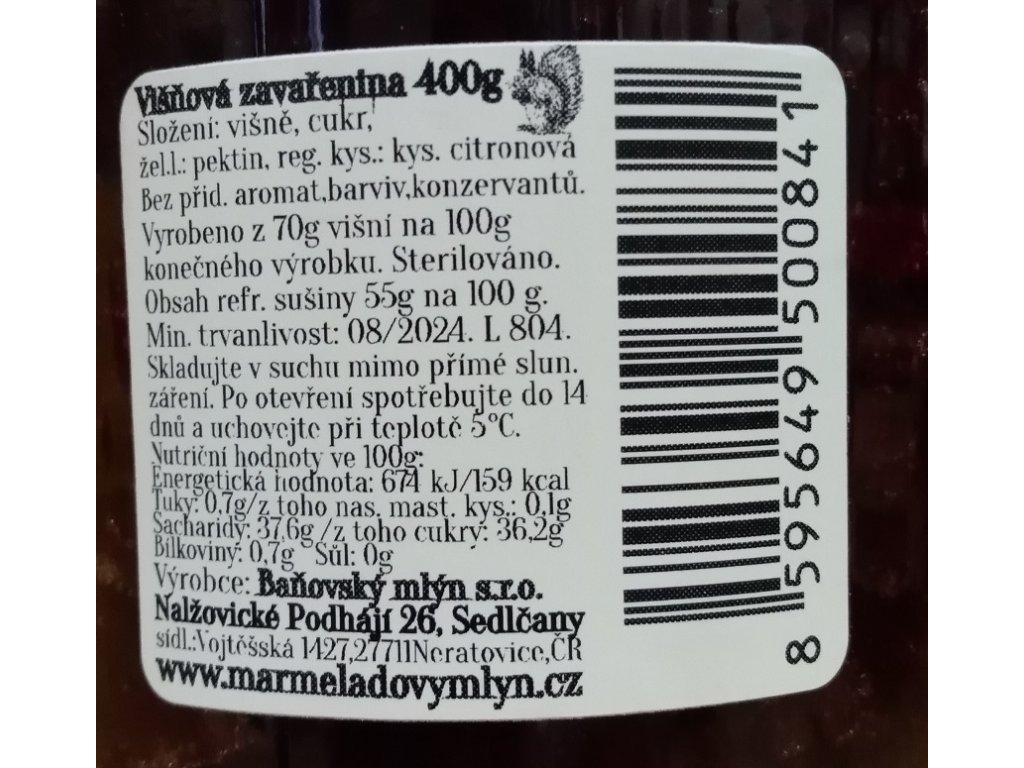 Višňová zavařenina 400g
Složení: višně, cukr,
žel.l.: pektin, reg. kys.: kys. citronová
Bez přid. aromat,barviv,konzervantů.
Vyrobeno z 70g višní na 100g
konečného výrobku. Sterilováno.
Obsah refr. sušiny 55g na 100 g.
Min. trvanlivost: 08/2024. L 804.
Skladujte v suchu mimo přímé slun.
záření. Po otevření spotřebujte do 14
dnů a uchovejte při teplotě 5°C.
Nutriční hodnoty ve 100g:
Energetická hodnota: 674 kJ/159 kcal
Tuky: 0,7g/z toho nas. mast. kys.: 0,1g
Sacharidy: 37,6g /z toho cukry: 36,2g
Bílkoviny: 0,7g Sůl: 0g
Výrobce: Baňovský mlýn s.r.o.
Nalžovické Podhájí 26, Sedlčany
sídl.:Vojtěšská 1427,27711Neratovice,ČR
www.marmeladovymlyn.cz
8 595649 500841